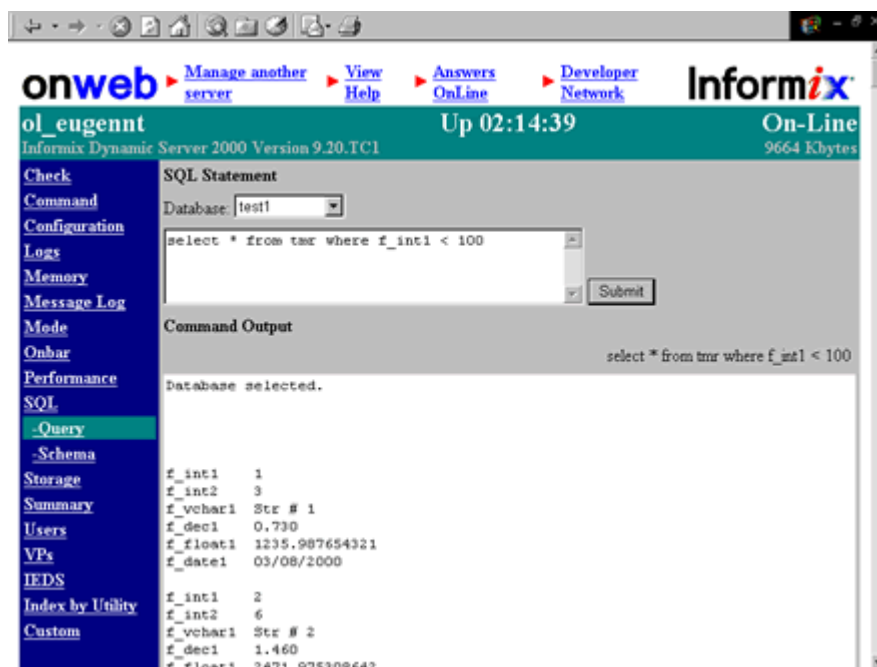 onweb
Manage another server
View Help
Answers OnLine
Developer Network
Informix
ol_eugennt
Up 02:14:39
On-Line
Informix Dynamic Server 2000 Version 9.20.TC1
9664 Kbytes
Check
Command
Configuration
Logs
Memory
Message Log
Mode
Onbar
Performance
SQL
-Query
-Schema
Storage
Summary
Users
VPs
IEDS
Index by Utility
Custom
SQL Statement
Database: test1
select * from tmr where f_int1 < 100
Submit
Command Output
select * from tmr where f_int1 < 100
Database selected.
f_int1 1
f_int2 3
f_vchar1 Str # 1
f_dec1 0.730
f_float1 1235.987654321
f_date1 03/08/2000
f_int1 2
f_int2 6
f_vchar1 Str # 2
f_dec1 1.460
f_float1 2471.975308642